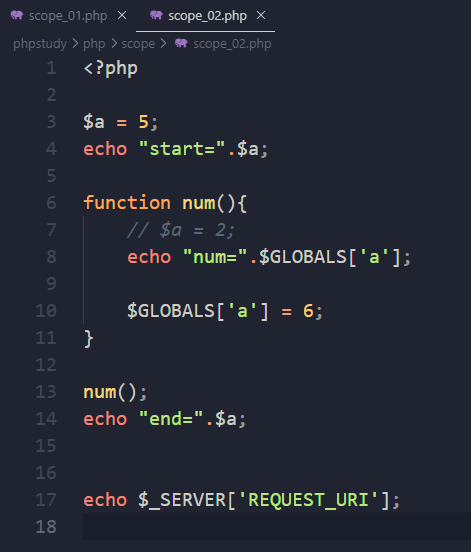 scope_01.php × scope_02.php ×
phpstudy > php > scope > scope_02.php
1 <?php
2
3 $a = 5;
4 echo "start=".$a;
5
6 function num(){
7     // $a = 2;
8     echo "num=".$GLOBALS['a'];
9
10     $GLOBALS['a'] = 6;
11 }
12
13 num();
14 echo "end=".$a;
15
16
17 echo $_SERVER['REQUEST_URI'];
18